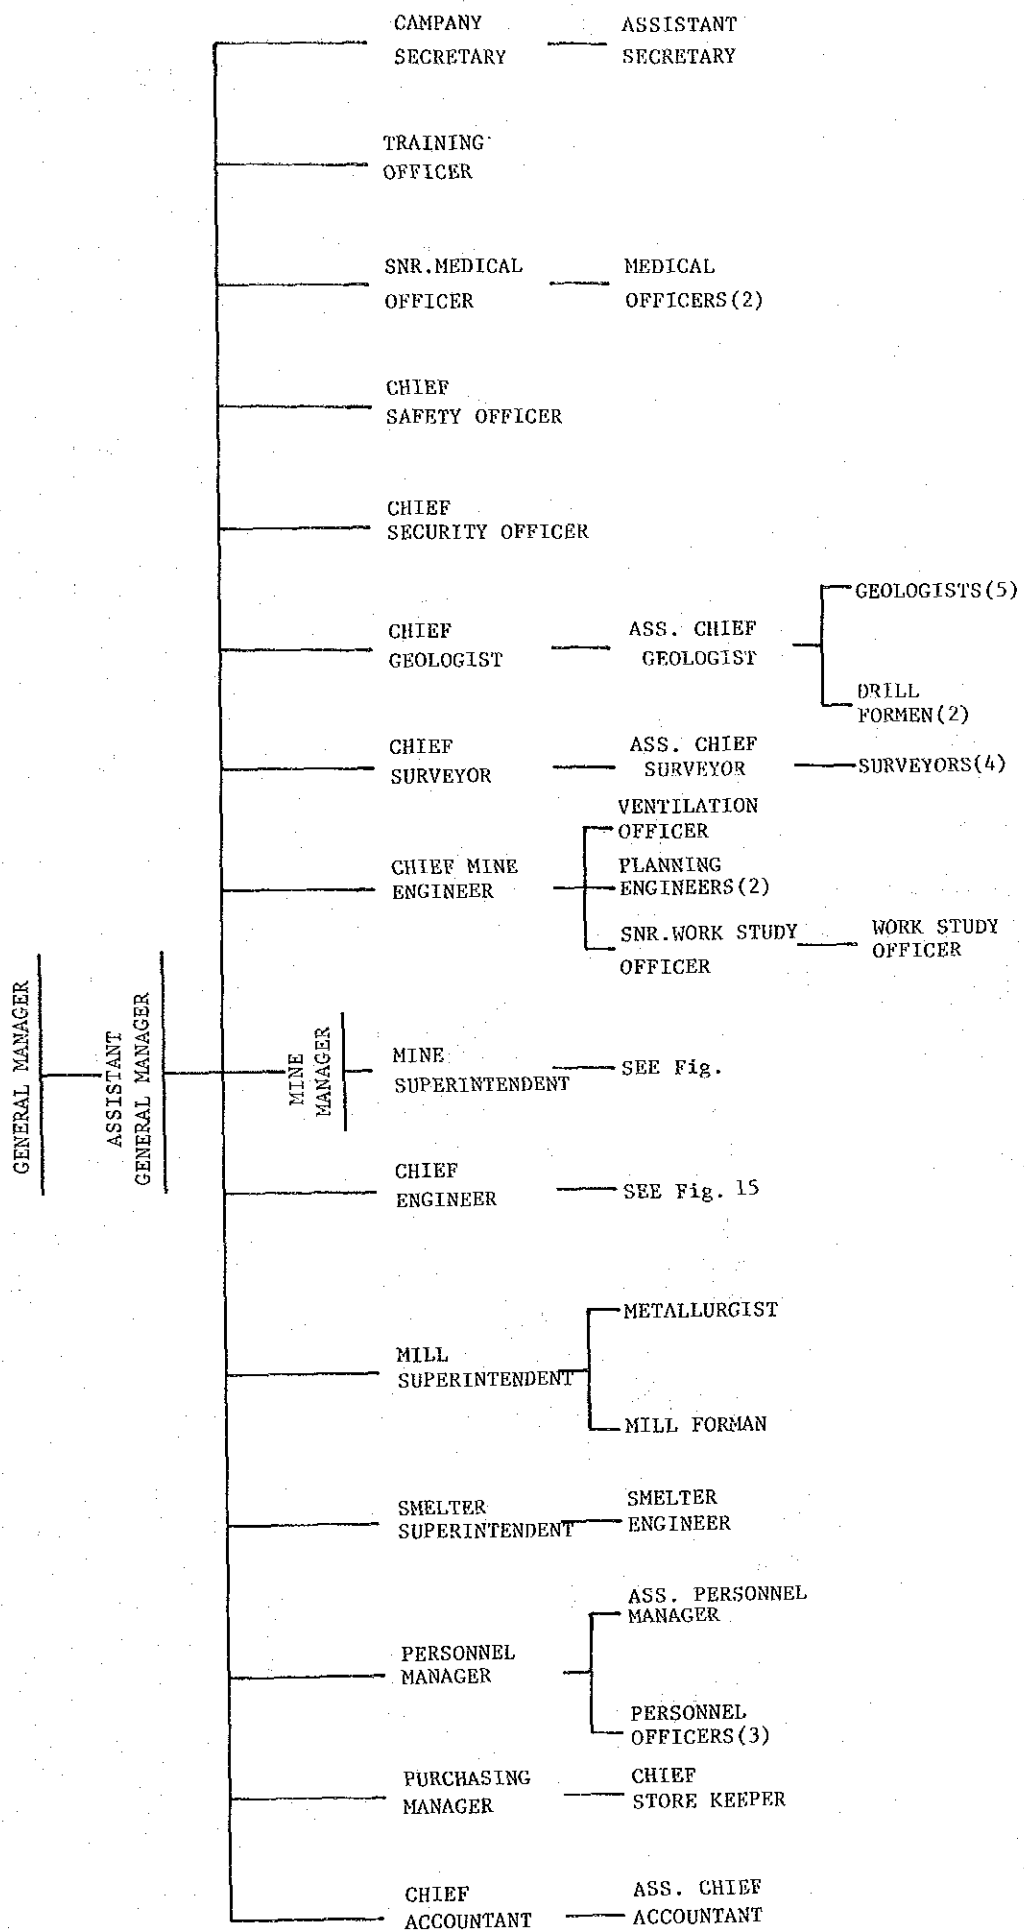 CAMPANY
SECRETARY
ASSISTANT
SECRETARY
TRAINING
OFFICER
SNR.MEDICAL
OFFICER
MEDICAL
OFFICERS(2)
CHIEF
SAFETY OFFICER
CHIEF
SECURITY OFFICER
CHIEF
GEOLOGIST
ASS. CHIEF
GEOLOGIST
GEOLOGISTS(5)
DRILL
FORMEN(2)
CHIEF
SURVEYOR
ASS. CHIEF
SURVEYOR
SURVEYORS(4)
CHIEF MINE
ENGINEER
VENTILATION
OFFICER
PLANNING
ENGINEERS(2)
SNR.WORK STUDY
OFFICER
WORK STUDY
OFFICER
GENERAL MANAGER
ASSISTANT
GENERAL MANAGER
MINE
MANAGER
MINE
SUPERINTENDENT
SEE Fig.
CHIEF
ENGINEER
SEE Fig. 15
MILL
SUPERINTENDENT
METALLURGIST
MILL FORMAN
SMELTER
SUPERINTENDENT
SMELTER
ENGINEER
PERSONNEL
MANAGER
ASS. PERSONNEL
MANAGER
PERSONNEL
OFFICERS(3)
PURCHASING
MANAGER
CHIEF
STORE KEEPER
CHIEF
ACCOUNTANT
ASS. CHIEF
ACCOUNTANT